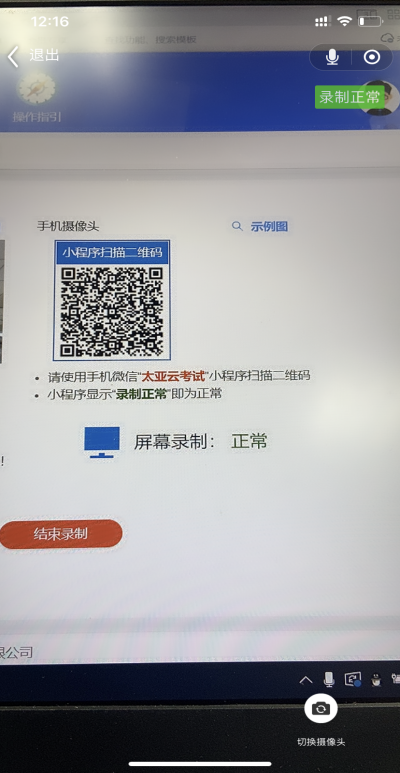 12:16
搜索模板
退出
录制正常
操作指引
手机摄像头
示例图
小程序扫描二维码
请使用手机微信"太亚云考试"小程序扫描二维码
小程序显示"录制正常"即为正常
屏幕录制: 正常
!
结束录制
限公司
切换摄像头